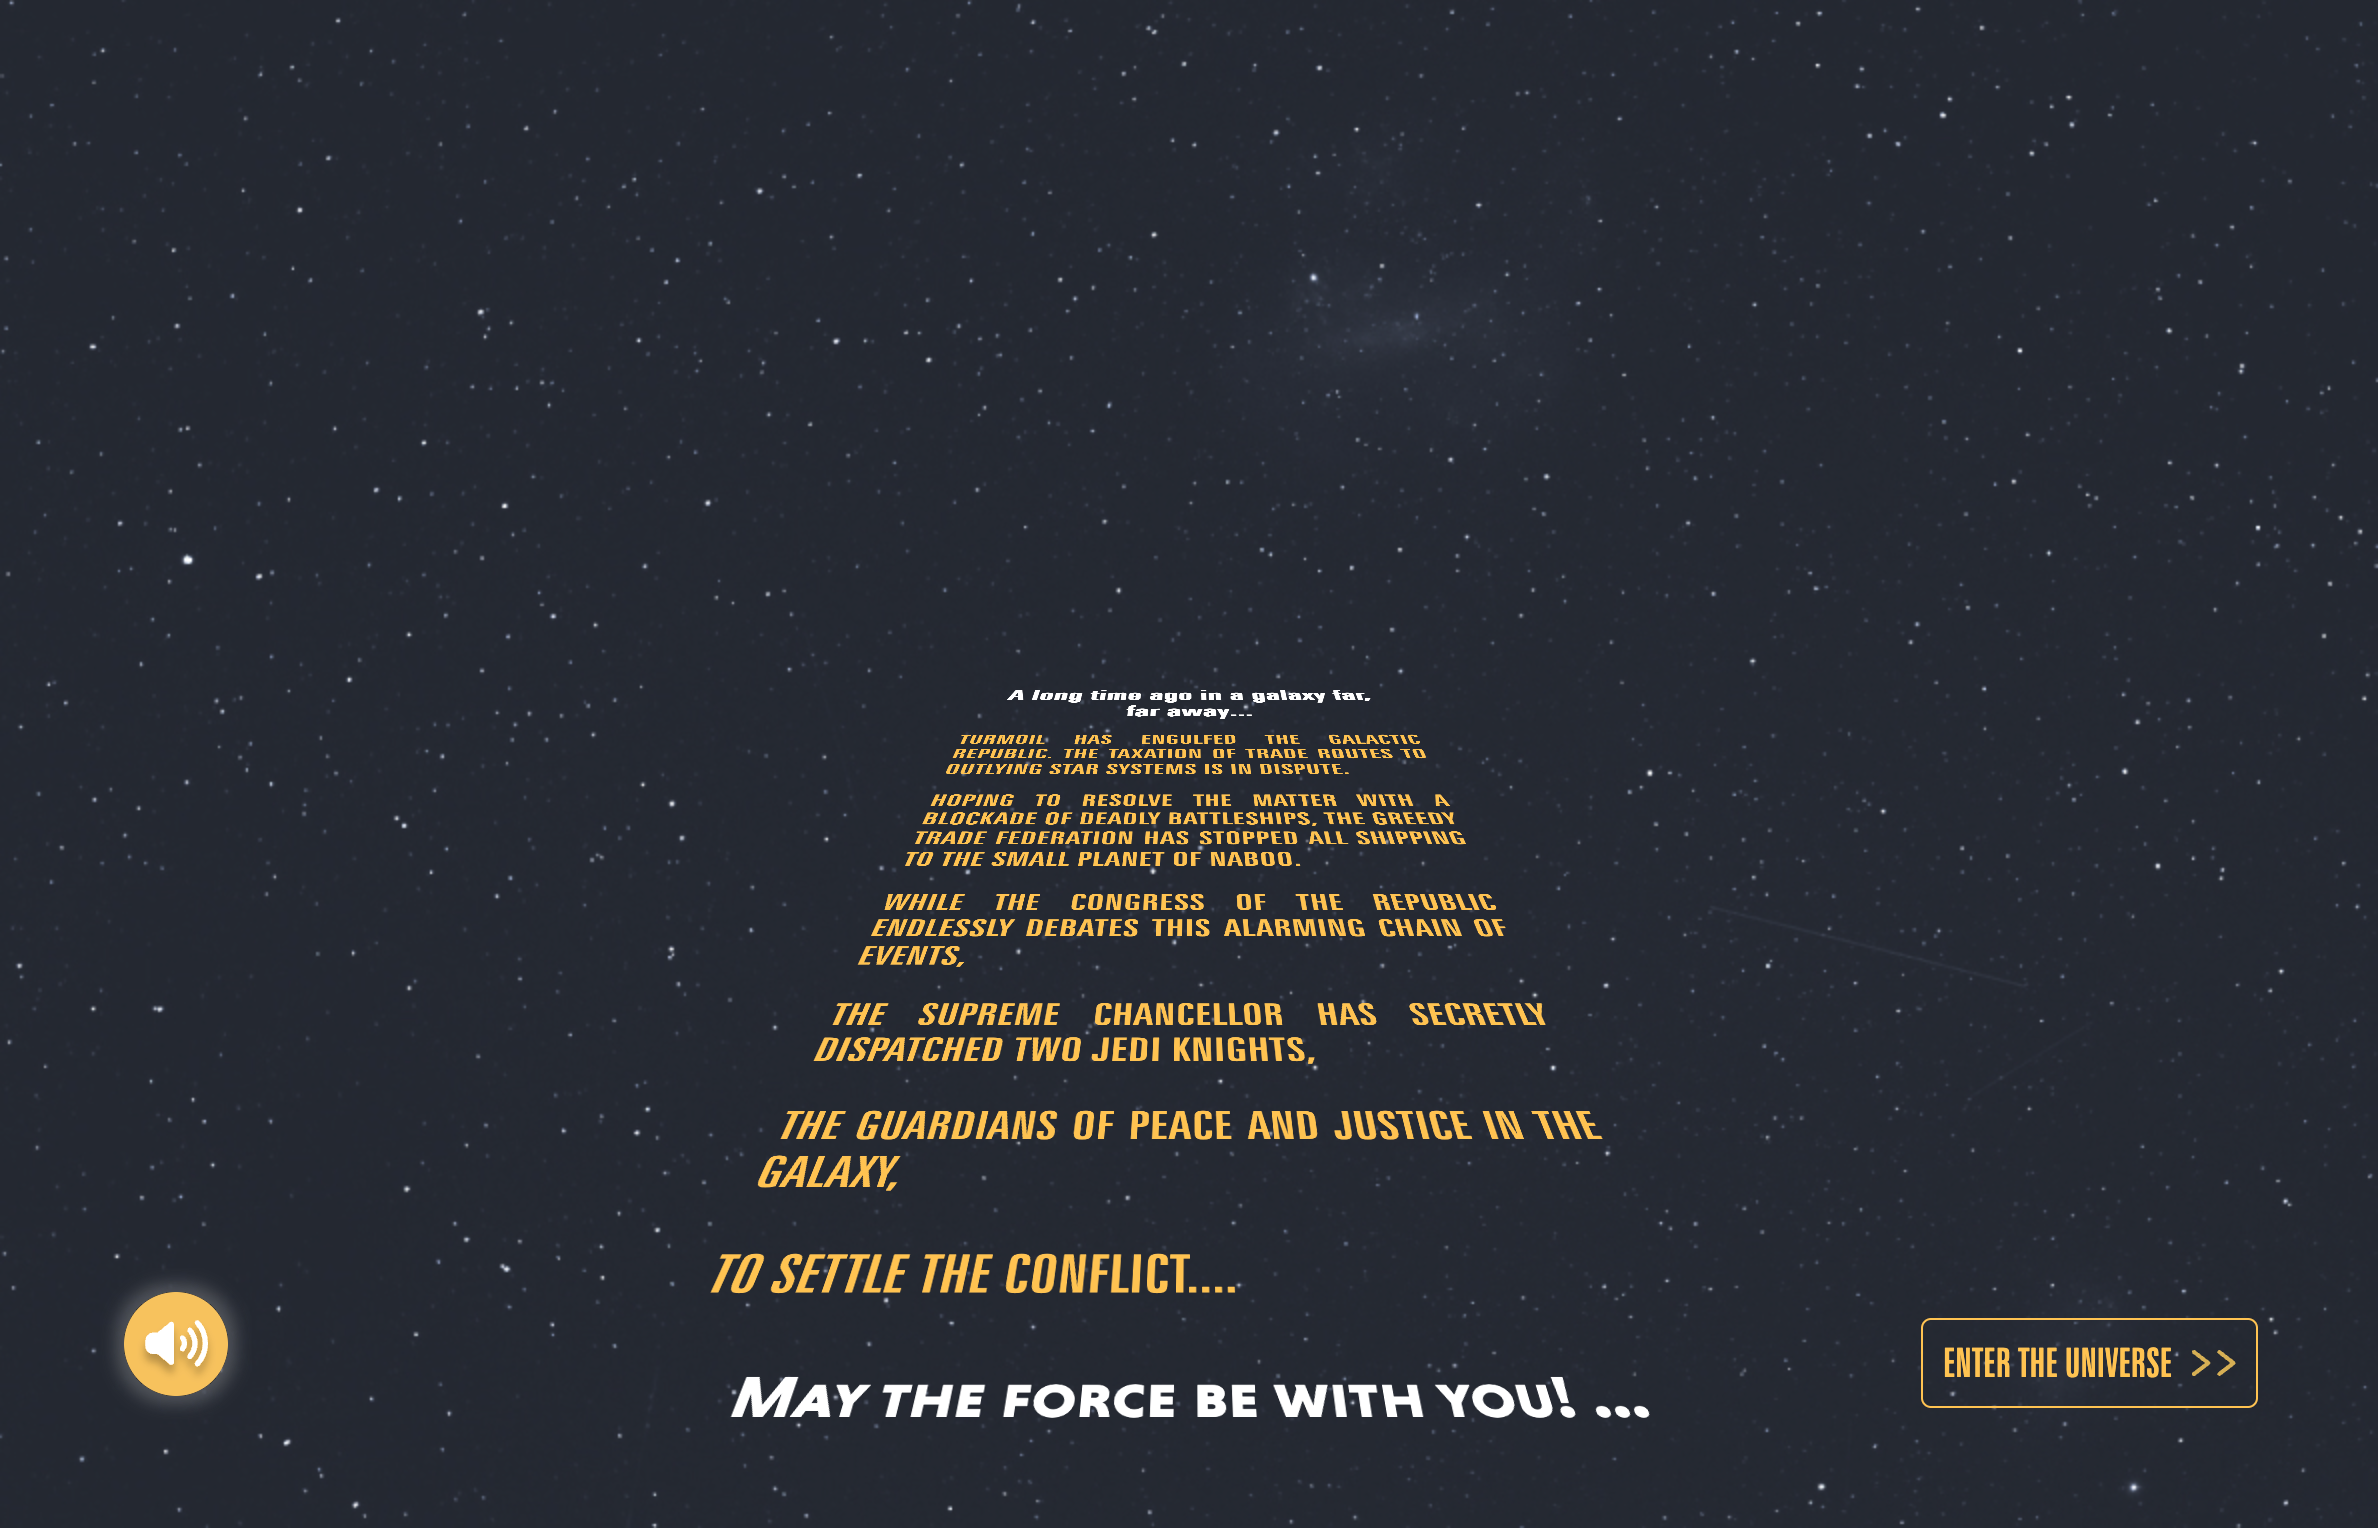 A long time ago in a galaxy far,
far away...
TURMOIL HAS ENGULFED THE GALACTIC
REPUBLIC. THE TAXATION OF TRADE ROUTES TO
OUTLYING STAR SYSTEMS IS IN DISPUTE.
HOPING TO RESOLVE THE MATTER WITH A
BLOCKADE OF DEADLY BATTLESHIPS, THE GREEDY
TRADE FEDERATION HAS STOPPED ALL SHIPPING
TO THE SMALL PLANET OF NABOO.
WHILE THE CONGRESS OF THE REPUBLIC
ENDLESSLY DEBATES THIS ALARMING CHAIN OF
EVENTS,
THE SUPREME CHANCELLOR HAS SECRETLY
DISPATCHED TWO JEDI KNIGHTS,
THE GUARDIANS OF PEACE AND JUSTICE IN THE
GALAXY,
TO SETTLE THE CONFLICT....
ENTER THE UNIVERSE >>
MAY THE FORCE BE WITH YOU! ...